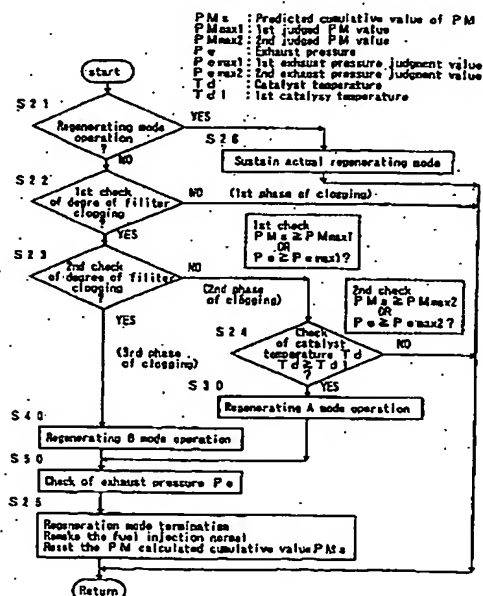 PMs : Predicted cumulative value of PM
PMmax1 : 1st judged PM value
PMmax2 : 2nd judged PM value
Pe : Exhaust pressure
Pemax1 : 1st exhaust pressure judgment value
Pemax2 : 2nd exhaust pressure judgment value
Td : Catalyst temperature
Td1 : 1st catalysy temperature
start
S21
Regenerating mode
operation
?
YES
S26
Sustain actual regenerating mode
NO
S22
1st check
of degre of filiter
clogging
?
NO
(1st phase of clogging)
YES
1st check
PMs ≧ PMmax1
OR
Pe ≧ Pemax1?
S23
2nd check
of degree of filiter
clogging
?
NO
(2nd phase
of clogging)
2nd check
PMs ≧ PMmax2
OR
Pe ≧ Pemax2?
YES
S24
Check
of catalyst
temperature Td
Td ≧ Td1
?
NO
(3rd phase
of clogging)
YES
S30
Regenerating A mode operation
S40
Regenerating B mode operation
S50
Check of exhaust pressure Pe
S25
Regeneration mode termination
Remake the fuel injection normal
Reset the PM calculated cumulative value PMs
Return